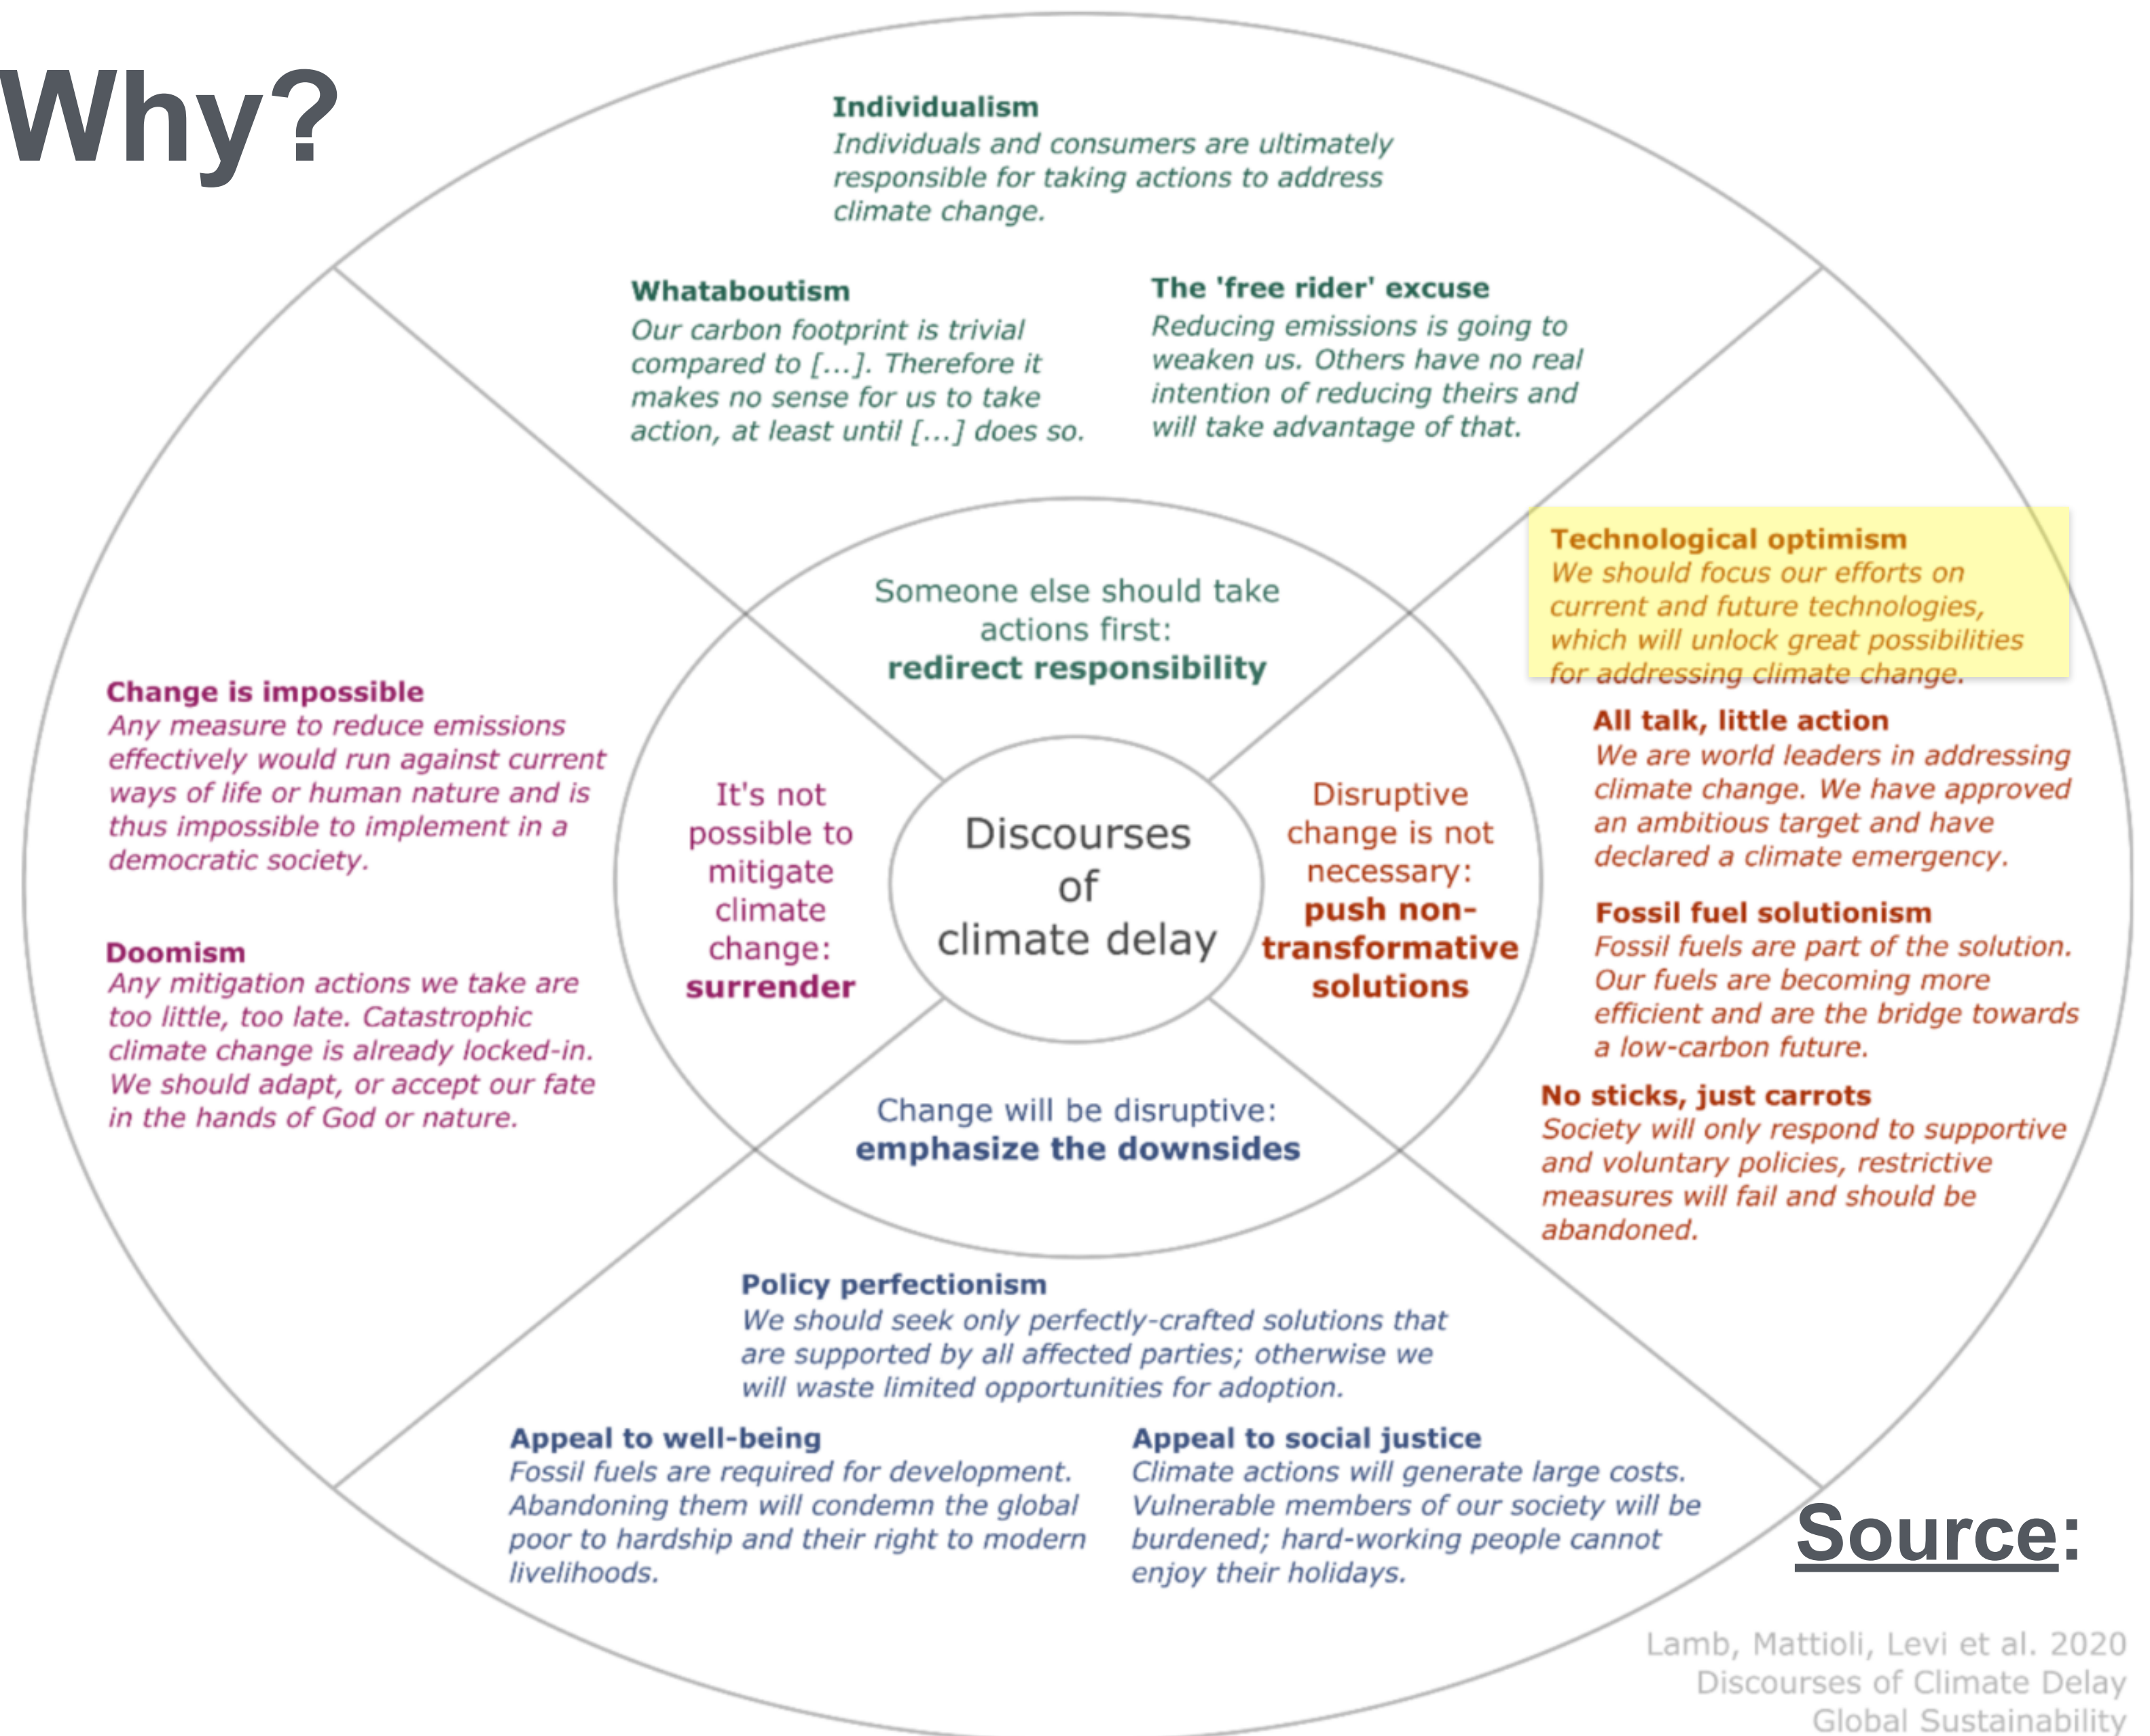 Why?
Individualism
Individuals and consumers are ultimately
responsible for taking actions to address
climate change.
Whataboutism
Our carbon footprint is trivial
compared to [...]. Therefore it
makes no sense for us to take
action, at least until [...] does so.
The 'free rider' excuse
Reducing emissions is going to
weaken us. Others have no real
intention of reducing theirs and
will take advantage of that.
Someone else should take
actions first:
redirect responsibility
Technological optimism
We should focus our efforts on
current and future technologies,
which will unlock great possibilities
for addressing climate change.
All talk, little action
We are world leaders in addressing
climate change. We have approved
an ambitious target and have
declared a climate emergency.
Fossil fuel solutionism
Fossil fuels are part of the solution.
Our fuels are becoming more
efficient and are the bridge towards
a low-carbon future.
No sticks, just carrots
Society will only respond to supportive
and voluntary policies, restrictive
measures will fail and should be
abandoned.
Disruptive
change is not
necessary:
push non-
transformative
solutions
Discourses
of
climate delay
It's not
possible to
mitigate
climate
change:
surrender
Change is impossible
Any measure to reduce emissions
effectively would run against current
ways of life or human nature and is
thus impossible to implement in a
democratic society.
Doomism
Any mitigation actions we take are
too little, too late. Catastrophic
climate change is already locked-in.
We should adapt, or accept our fate
in the hands of God or nature.
Change will be disruptive:
emphasize the downsides
Policy perfectionism
We should seek only perfectly-crafted solutions that
are supported by all affected parties; otherwise we
will waste limited opportunities for adoption.
Appeal to well-being
Fossil fuels are required for development.
Abandoning them will condemn the global
poor to hardship and their right to modern
livelihoods.
Appeal to social justice
Climate actions will generate large costs.
Vulnerable members of our society will be
burdened; hard-working people cannot
enjoy their holidays.
Source:
Lamb, Mattioli, Levi et al. 2020
Discourses of Climate Delay
Global Sustainability